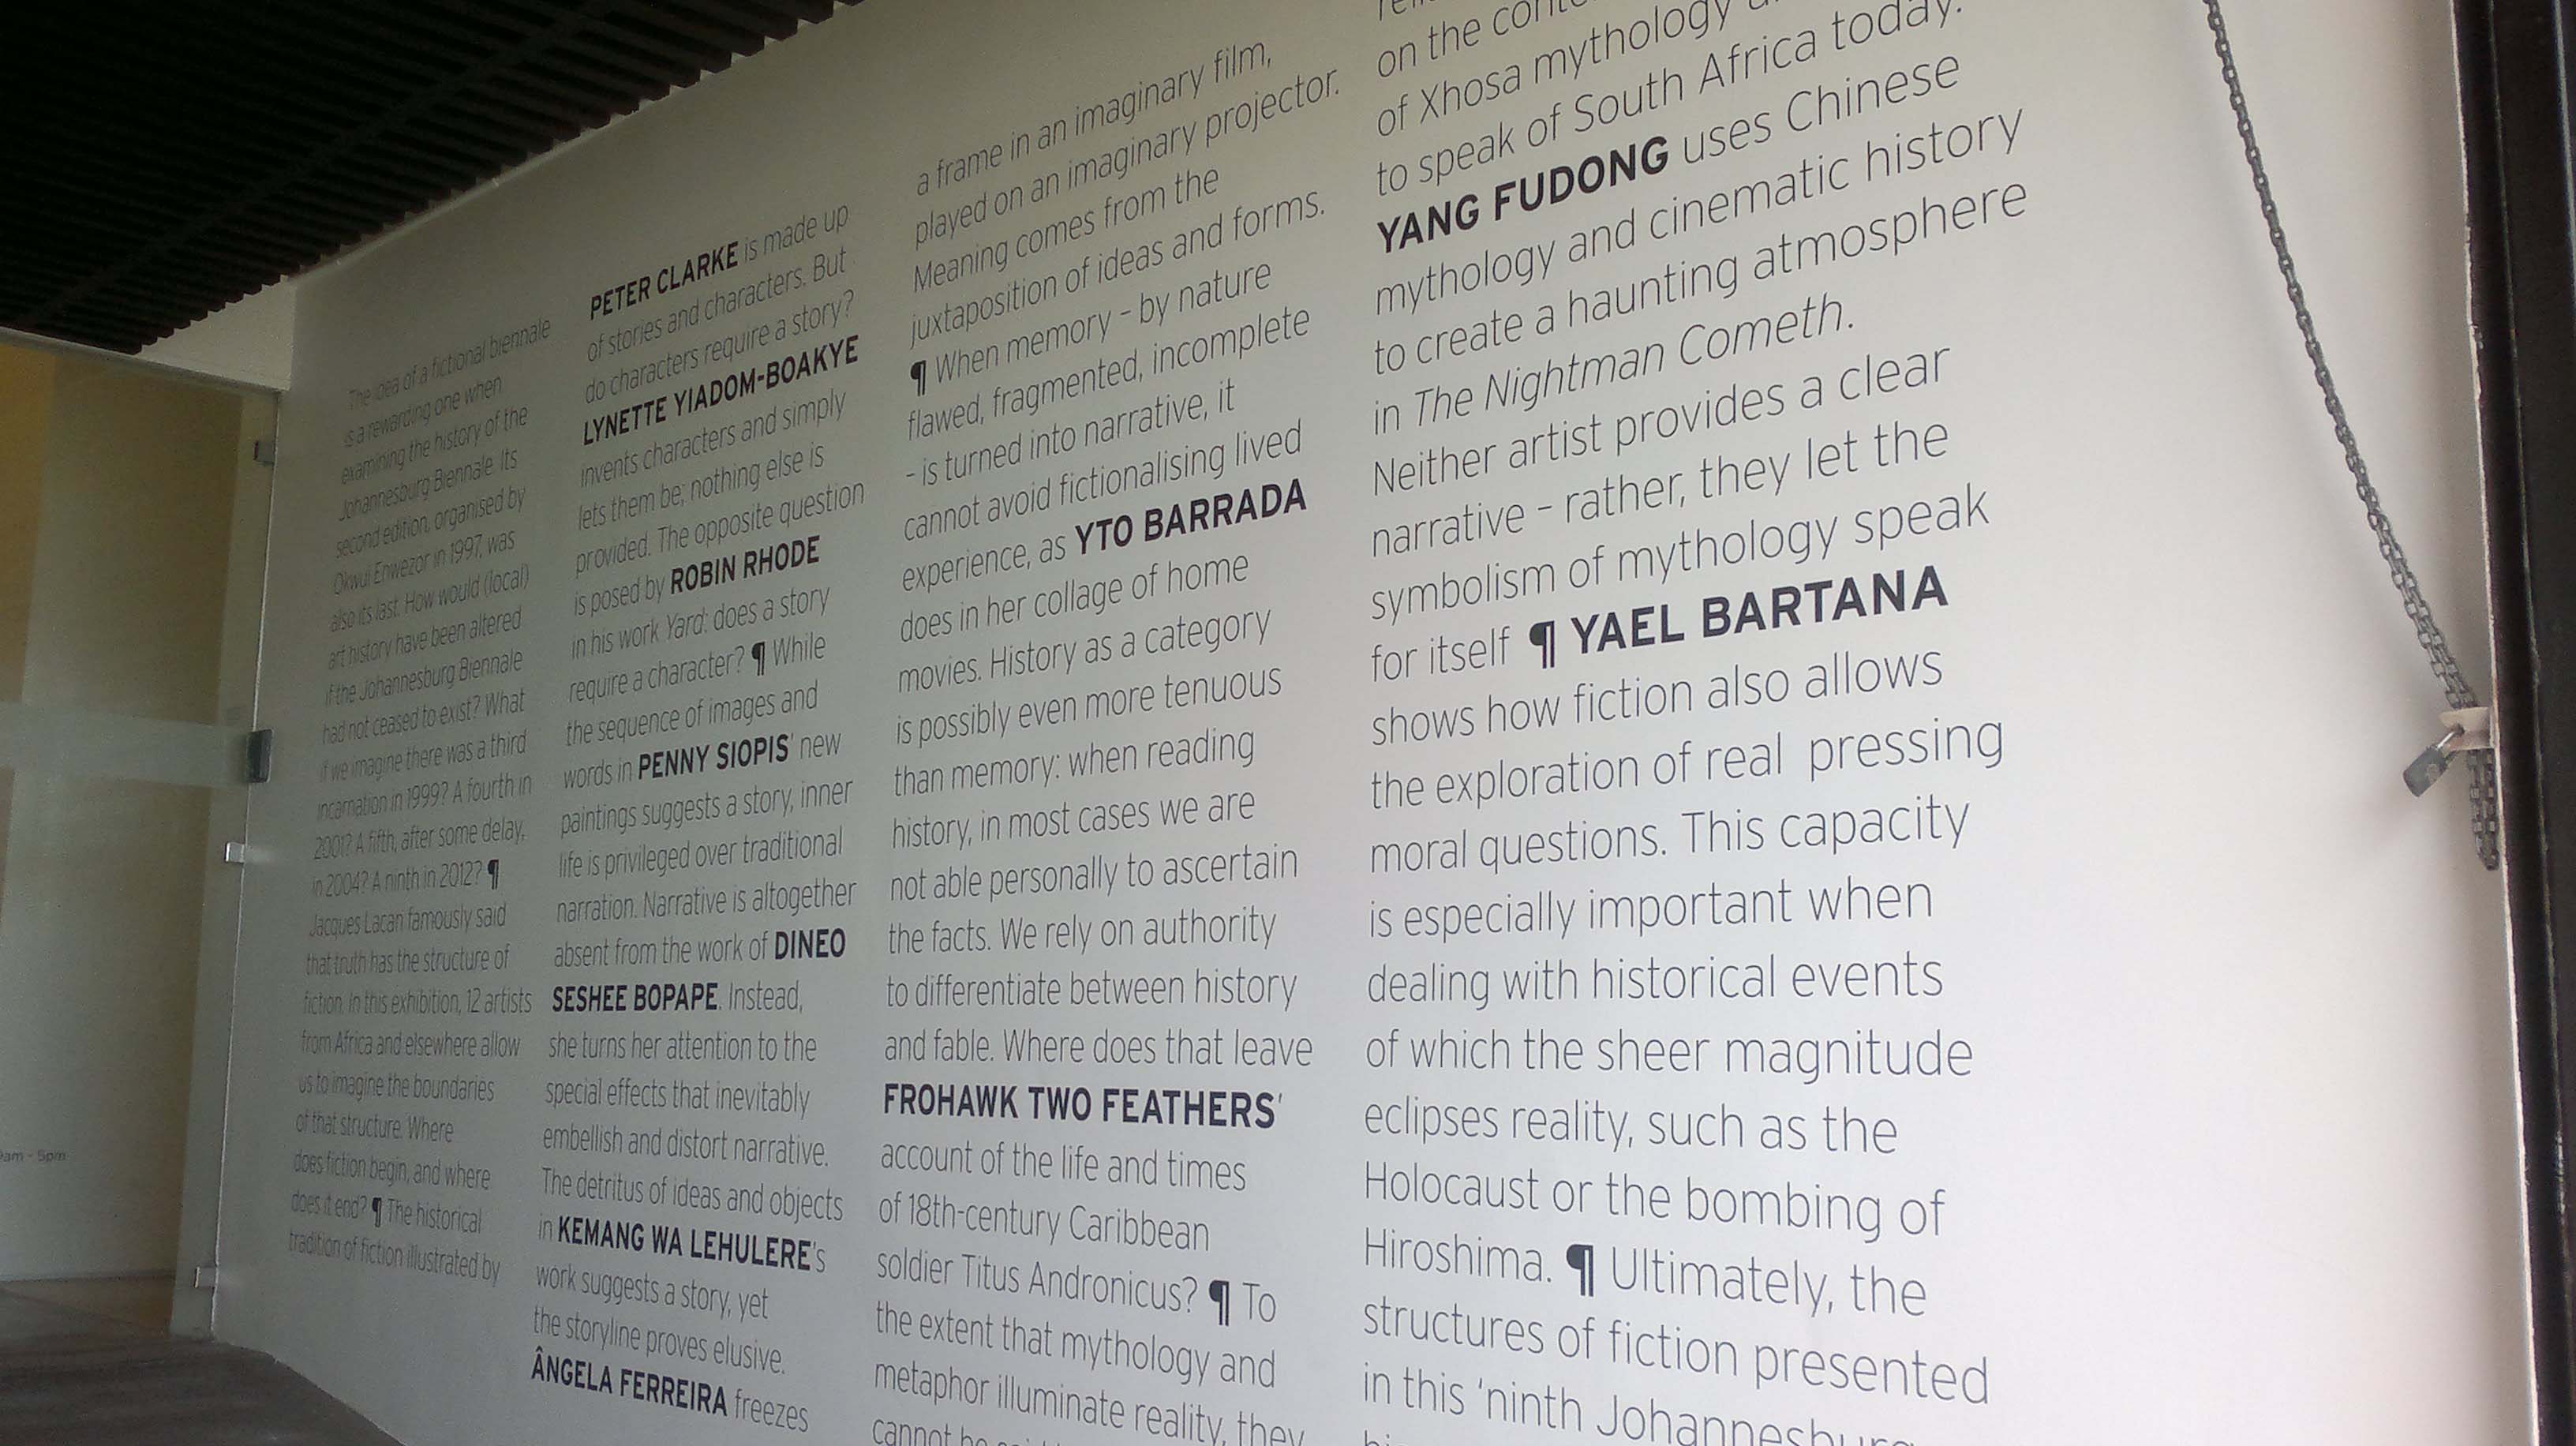 The idea of a fictional biennale
is a rewarding one when
examining the history of the
Johannesburg Biennale. Its
second edition, organised by
Okwui Enwezor in 1997, was
also its last. How would (local)
art history have been altered
if the Johannesburg Biennale
had not ceased to exist? What
if we imagine there was a third
incarnation in 1999? A fourth in
2001? A fifth, after some delay,
in 2004? A ninth in 2012? ¶
Jacques Lacan famously said
that truth has the structure of
fiction. In this exhibition, 12 artists
from Africa and elsewhere allow
us to imagine the boundaries
of that structure. Where
does fiction begin, and where
does it end? ¶ The historical
tradition of fiction illustrated by
PETER CLARKE is made up
of stories and characters. But
do characters require a story?
LYNETTE YIADOM-BOAKYE
invents characters and simply
lets them be; nothing else is
provided. The opposite question
is posed by ROBIN RHODE
in his work Yard: does a story
require a character? ¶ While
the sequence of images and
words in PENNY SIOPIS' new
paintings suggests a story, inner
life is privileged over traditional
narration. Narrative is altogether
absent from the work of DINEO
SESHEE BOPAPE. Instead,
she turns her attention to the
special effects that inevitably
embellish and distort narrative.
The detritus of ideas and objects
in KEMANG WA LEHULERE's
work suggests a story, yet
the storyline proves elusive.
ÂNGELA FERREIRA freezes
a frame in an imaginary film,
played on an imaginary projector.
Meaning comes from the
juxtaposition of ideas and forms.
¶ When memory – by nature
flawed, fragmented, incomplete
– is turned into narrative, it
cannot avoid fictionalising lived
experience, as YTO BARRADA
does in her collage of home
movies. History as a category
is possibly even more tenuous
than memory: when reading
history, in most cases we are
not able personally to ascertain
the facts. We rely on authority
to differentiate between history
and fable. Where does that leave
FROHAWK TWO FEATHERS'
account of the life and times
of 18th-century Caribbean
soldier Titus Andronicus? ¶ To
the extent that mythology and
metaphor illuminate reality, they
cannot be
on the
of Xhosa mythology
to speak of South Africa today.
YANG FUDONG uses Chinese
mythology and cinematic history
to create a haunting atmosphere
in The Nightman Cometh.
Neither artist provides a clear
narrative – rather, they let the
symbolism of mythology speak
for itself ¶ YAEL BARTANA
shows how fiction also allows
the exploration of real pressing
moral questions. This capacity
is especially important when
dealing with historical events
of which the sheer magnitude
eclipses reality, such as the
Holocaust or the bombing of
Hiroshima. ¶ Ultimately, the
structures of fiction presented
in this 'ninth Johannesburg
9am – 5pm